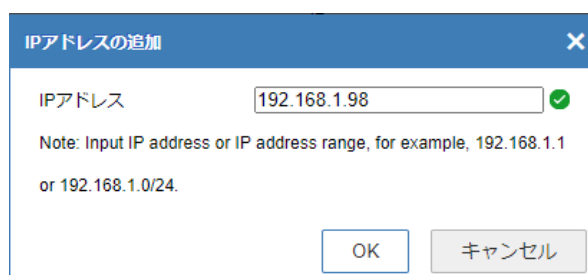 IPアドレスの追加
IPアドレス 192.168.1.98
Note: Input IP address or IP address range, for example, 192.168.1.1
or 192.168.1.0/24.
OK キャンセル